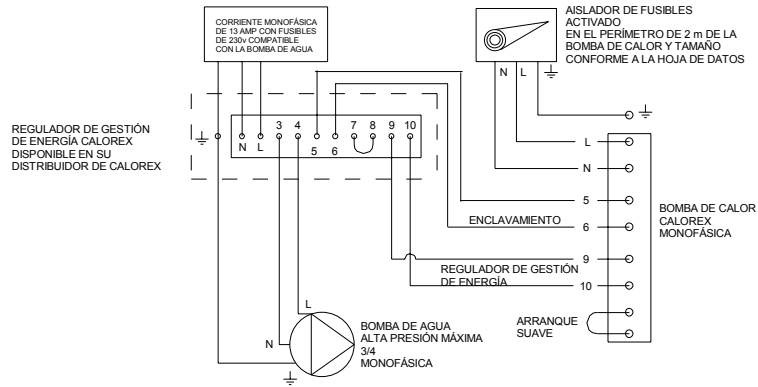 CORRIENTE MONOFÁSICA
DE 13 AMP CON FUSIBLES
DE 230v COMPATIBLE
CON LA BOMBA DE AGUA
AISLADOR DE FUSIBLES
ACTIVADO
EN EL PERÍMETRO DE 2 m DE LA
BOMBA DE CALOR Y TAMAÑO
CONFORME A LA HOJA DE DATOS
N L
REGULADOR DE GESTIÓN
DE ENERGÍA CALOREX
DISPONIBLE EN SU
DISTRIBUIDOR DE CALOREX
3 4 7 8 9 10
N L 5 6
L
N
5
ENCLAVAMIENTO 6
9
REGULADOR DE GESTIÓN
DE ENERGÍA
10
BOMBA DE CALOR
CALOREX
MONOFÁSICA
ARRANQUE
SUAVE
L
N
BOMBA DE AGUA
ALTA PRESIÓN MÁXIMA
3/4
MONOFÁSICA